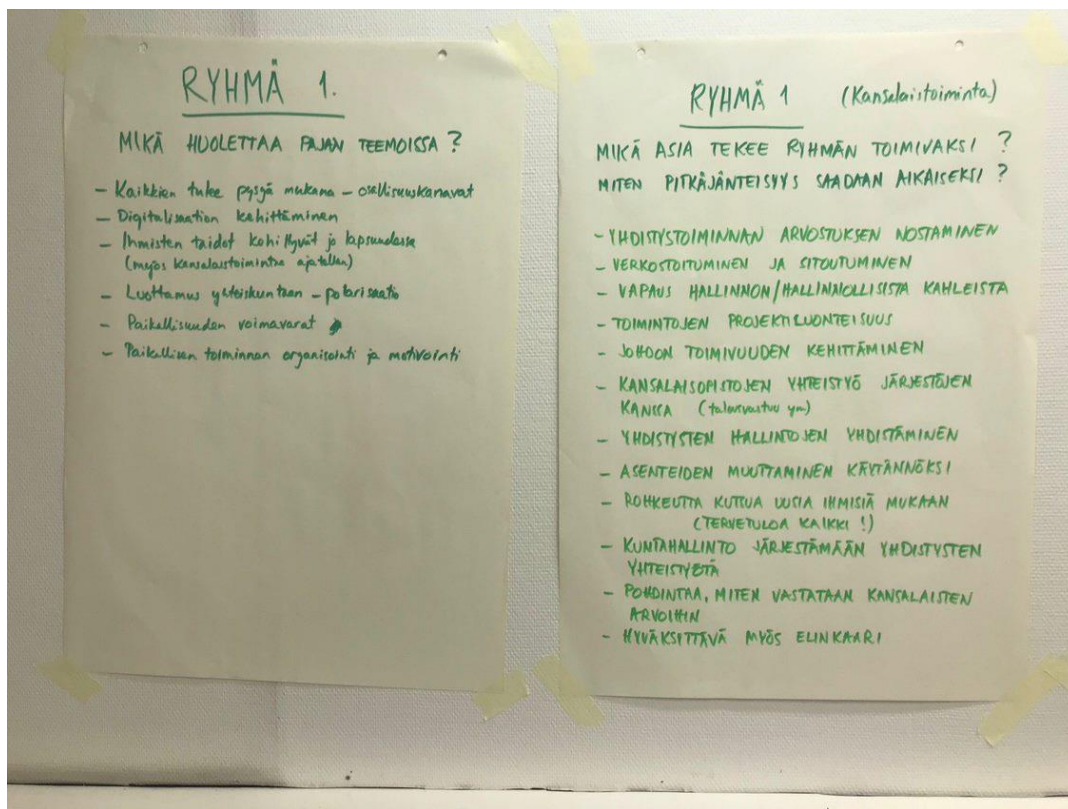 RYHMÄ 1.
MIKÄ HUOLETTAA PAJAN TEEMOISSA ?
- Kaikkien tulee pysyä mukana - osallisuuskanavat
- Digitalisaation kehittäminen
- Ihmisten taidot kehittyvät jo lapsuudessa
(myös kansalaistoimintaa ajatellen)
- Luottamus yhteiskuntaan - polarisaatio
- Paikallisuuden voimavarat
- Paikallisen toiminnan organisointi ja motivointi
RYHMÄ 1 (Kansalaistoiminta)
MIKÄ ASIA TEKEE RYHMÄN TOIMIVAKSI ?
MITEN PITKÄJÄNTEISYYS SAADAAN AIKAISEKSI ?
- YHDISTYSTOIMINNAN ARVOSTUKSEN NOSTAMINEN
- VERKOSTOITUMINEN JA SITOUTUMINEN
- VAPAUS HALLINNON/HALLINNOLLISISTA KAHLEISTA
- TOIMINTOJEN PROJEKTILUONTEISUUS
- JOHDON TOIMIVUUDEN KEHITTÄMINEN
- KANSALAISOPISTOJEN YHTEISTYÖ JÄRJESTÖJEN
KANSSA (talousvastuu ym)
- YHDISTYSTEN HALLINTOJEN YHDISTÄMINEN
- ASENTEIDEN MUUTTAMINEN KÄYTÄNNÖKSI
- ROHKEUTTA KUTSUA UUSIA IHMISIÄ MUKAAN
(TERVETULOA KAIKKI !)
- KUNTAHALLINTO JÄRJESTÄMÄÄN YHDISTYSTEN
YHTEISTYÖTÄ
- POHDINTAA, MITEN VASTATAAN KANSALAISTEN
ARVOIHIN
- HYVÄKSYTTÄVÄ MYÖS ELINKAARI